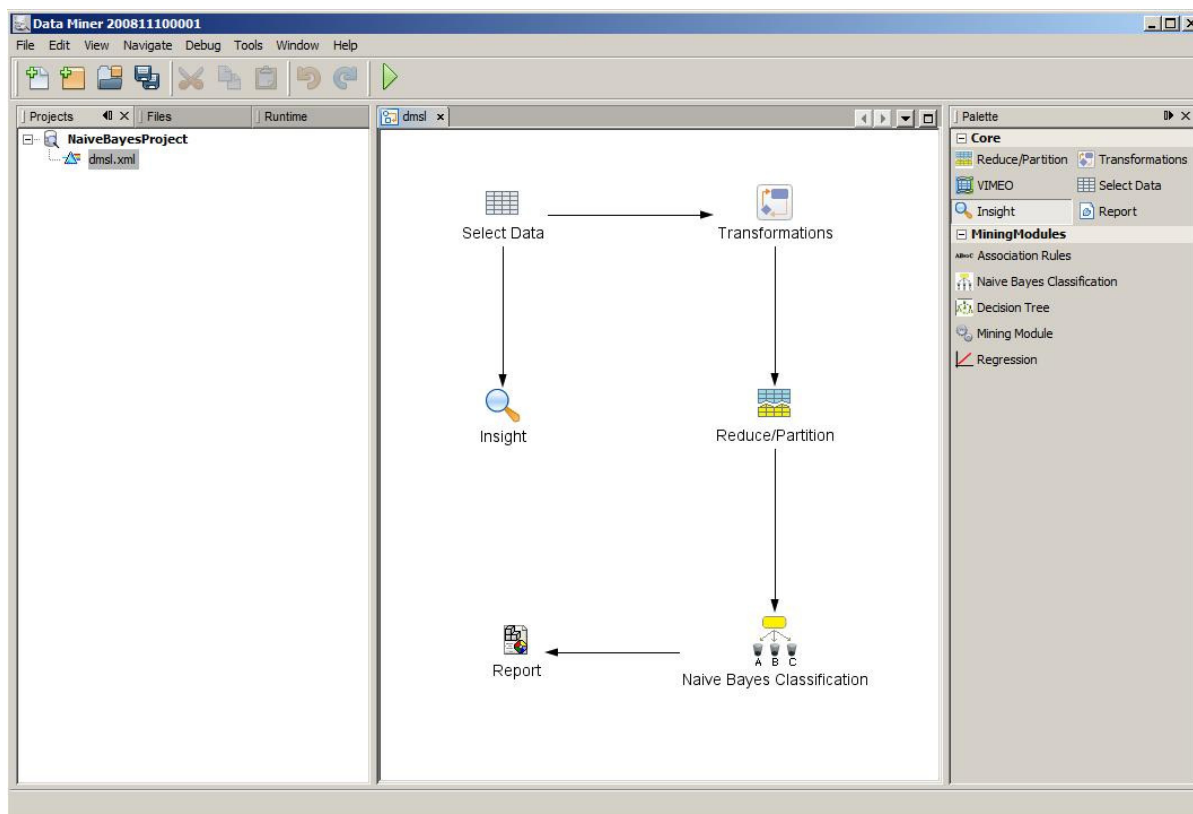 Data Miner 200811100001
File Edit View Navigate Debug Tools Window Help
Projects Files Runtime
NaiveBayesProject
dmsl.xml
dmsl
Select Data
Transformations
Insight
Reduce/Partition
Report
A B C
Naive Bayes Classification
Palette
Core
Reduce/Partition Transformations
VIMEO Select Data
Insight Report
MiningModules
Association Rules
Naive Bayes Classification
Decision Tree
Mining Module
Regression